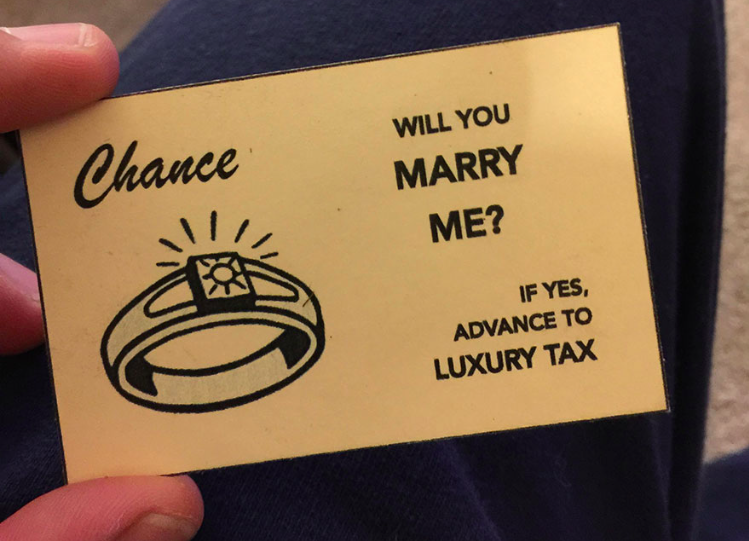 Chance
WILL YOU
MARRY
ME?
IF YES,
ADVANCE TO
LUXURY TAX